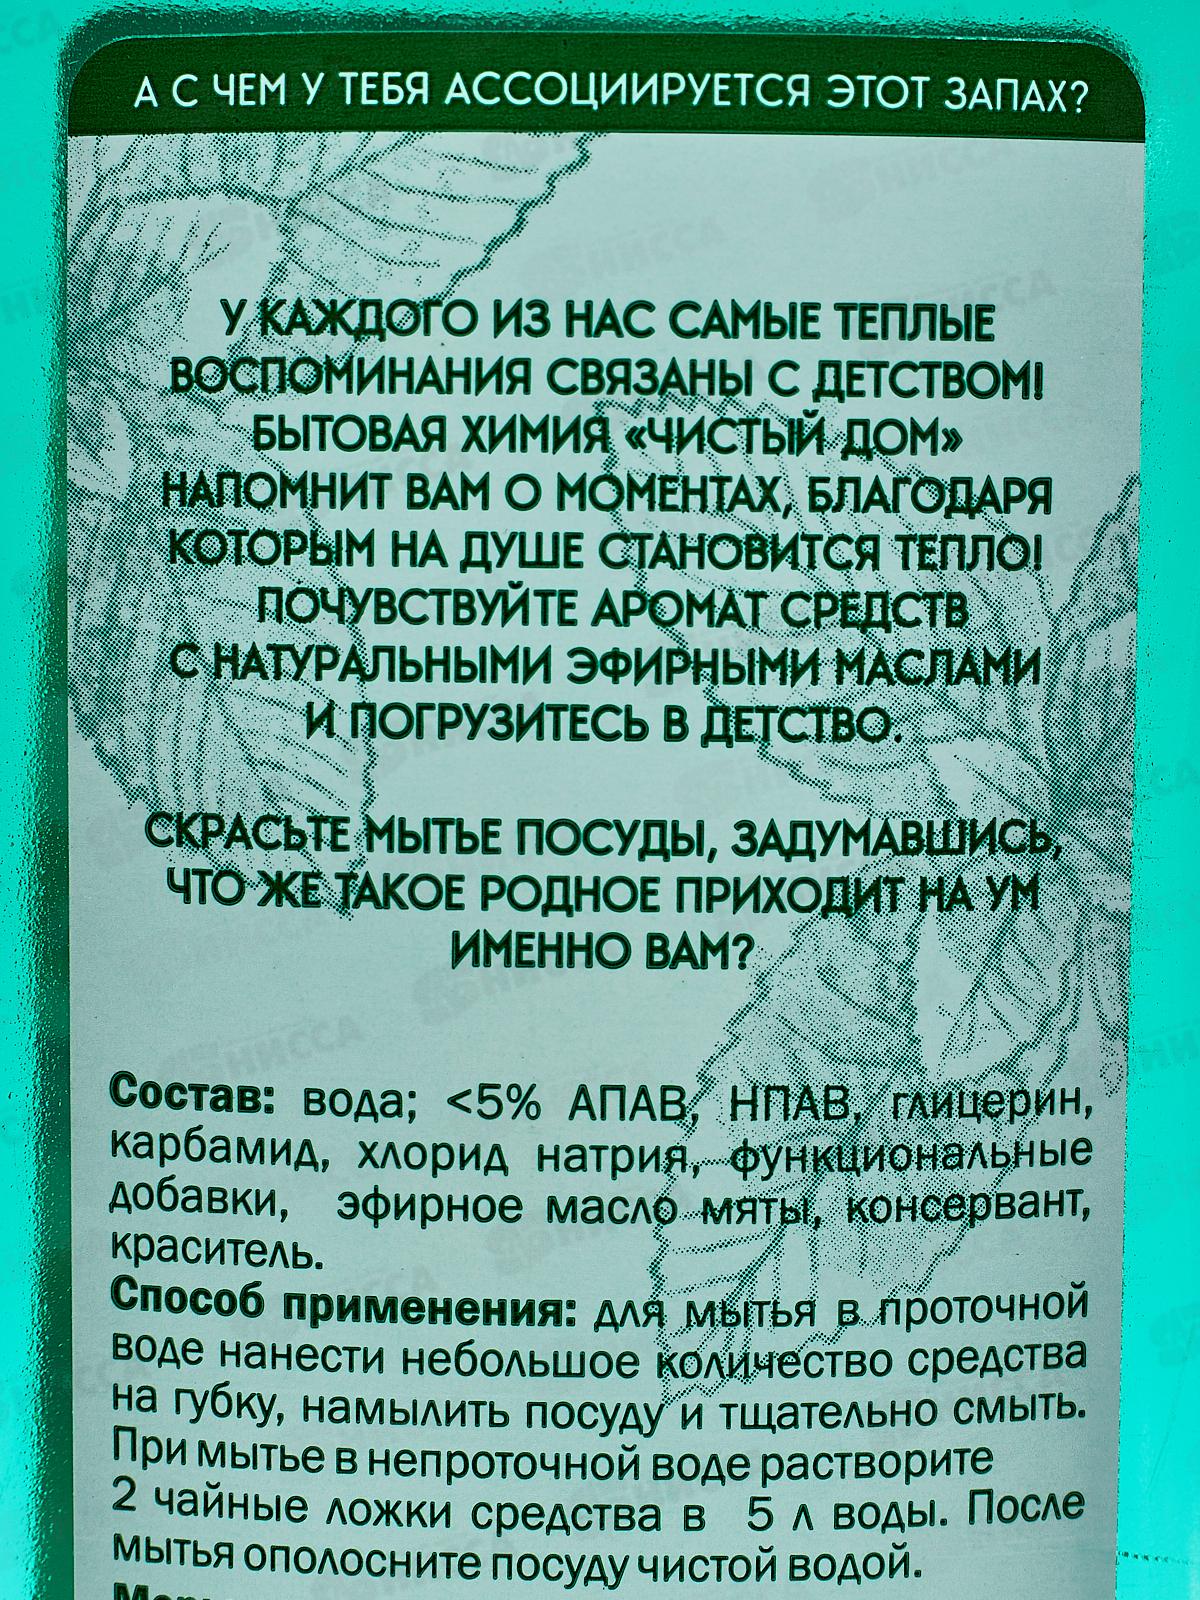 А С ЧЕМ У ТЕБЯ АССОЦИИРУЕТСЯ ЭТОТ ЗАПАХ?
У КАЖДОГО ИЗ НАС САМЫЕ ТЕПЛЫЕ
ВОСПОМИНАНИЯ СВЯЗАНЫ С ДЕТСТВОМ!
БЫТОВАЯ ХИМИЯ «ЧИСТЫЙ ДОМ»
НАПОМНИТ ВАМ О МОМЕНТАХ, БЛАГОДАРЯ
КОТОРЫМ НА ДУШЕ СТАНОВИТСЯ ТЕПЛО!
ПОЧУВСТВУЙТЕ АРОМАТ СРЕДСТВ
С НАТУРАЛЬНЫМИ ЭФИРНЫМИ МАСЛАМИ
И ПОГРУЗИТЕСЬ В ДЕТСТВО.
СКРАСЬТЕ МЫТЬЕ ПОСУДЫ, ЗАДУМАВШИСЬ,
ЧТО ЖЕ ТАКОЕ РОДНОЕ ПРИХОДИТ НА УМ
ИМЕННО ВАМ?
Состав: вода; <5% АПАВ, НПАВ, глицерин,
карбамид, хлорид натрия, функциональные
добавки, эфирное масло мяты, консервант,
краситель.
Способ применения: для мытья в проточной
воде нанести небольшое количество средства
на губку, намылить посуду и тщательно смыть.
При мытье в непроточной воде растворите
2 чайные ложки средства в 5 л воды. После
мытья ополосните посуду чистой водой.